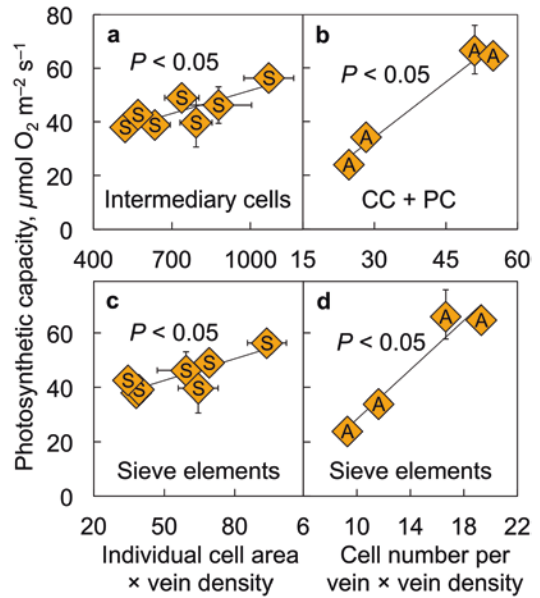 Photosynthetic capacity, µmol O₂ m⁻² s⁻¹
80
60
40
20
0
a
P < 0.05
S S S S S S S
Intermediary cells
400 700 1000
b
P < 0.05
A A A A
CC + PC
15 30 45 60
60
40
20
0
c
P < 0.05
S S S S S S S
Sieve elements
20 50 80
d
P < 0.05
A A A A
Sieve elements
6 10 14 18 22
Individual cell area
× vein density
Cell number per
vein × vein density